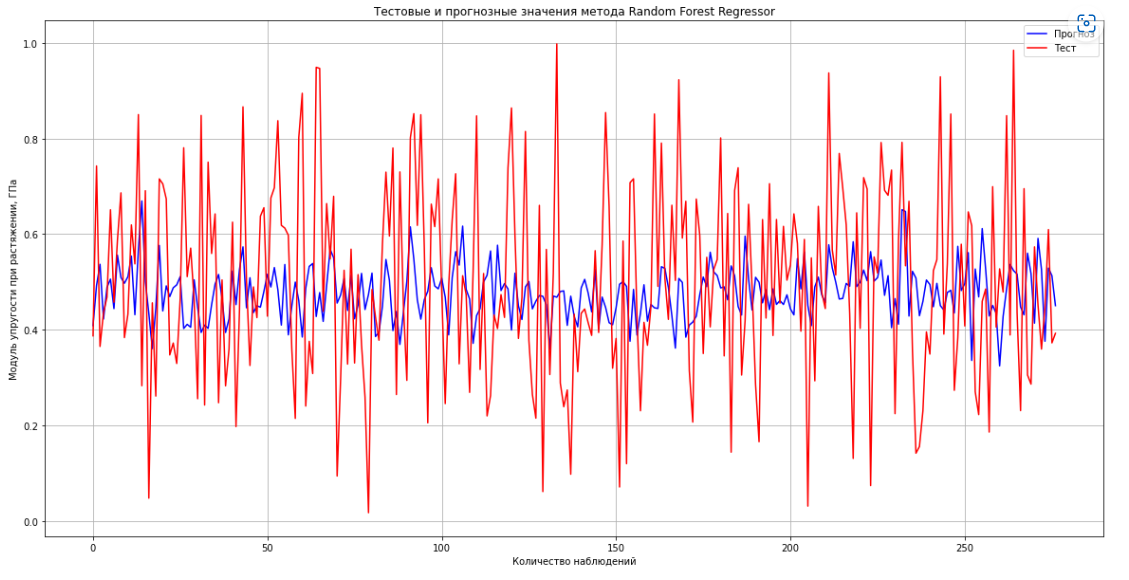 Тестовые и прогнозные значения метода Random Forest Regressor
Прогноз
Тест
Модуль упругости при растяжении, ГПа
1.0
0.8
0.6
0.4
0.2
0.0
0
50
100
150
200
250
Количество наблюдений